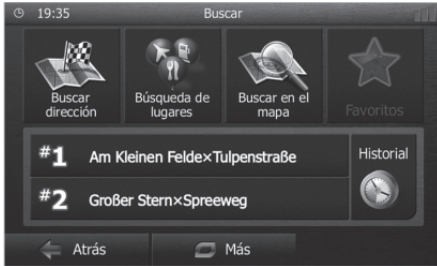 19:35 Buscar
Buscar dirección
Búsqueda de lugares
Buscar en el mapa
Favoritos
#1 Am Kleinen Felde×Tulpenstraße
Historial
#2 Großer Stern×Spreeweg
Atrás
Más